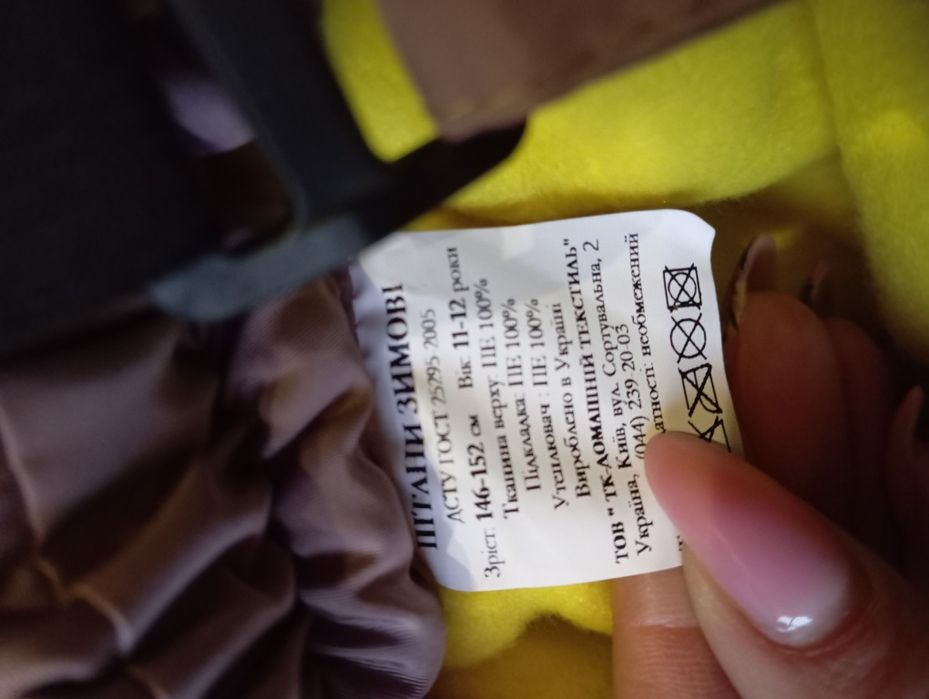 ШТАНИ ЗИМОВІ
ДСТУ ГОСТ 25295-2005
Зріст: 146-152 см Вік: 11-12 роки
Тканина верху: ПЕ 100%
Підкладка: ПЕ 100%
Утеплювач : ПЕ 100%
Вироблено в Україні
ТОВ " ТК-ДОМАШНІЙ ТЕКСТИЛЬ"
Україна, Київ, вул. Сортувальна, 2
(044) 239-20-03
необмежений